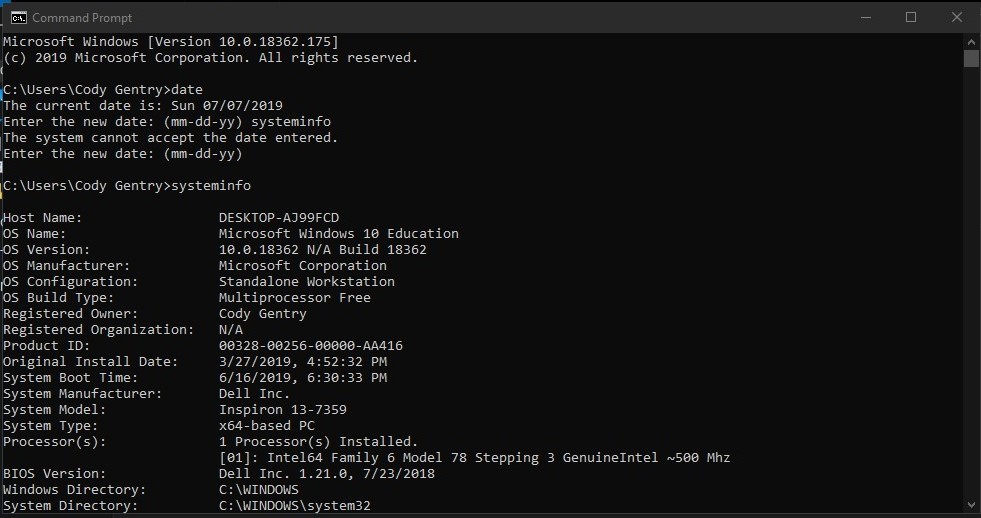 Command Prompt
Microsoft Windows [Version 10.0.18362.175]
(c) 2019 Microsoft Corporation. All rights reserved.
C:\Users\Cody Gentry>date
The current date is: Sun 07/07/2019
Enter the new date: (mm-dd-yy) systeminfo
The system cannot accept the date entered.
Enter the new date: (mm-dd-yy)
C:\Users\Cody Gentry>systeminfo
Host Name: DESKTOP-AJ99FCD
OS Name: Microsoft Windows 10 Education
OS Version: 10.0.18362 N/A Build 18362
OS Manufacturer: Microsoft Corporation
OS Configuration: Standalone Workstation
OS Build Type: Multiprocessor Free
Registered Owner: Cody Gentry
Registered Organization: N/A
Product ID: 00328-00256-00000-AA416
Original Install Date: 3/27/2019, 4:52:32 PM
System Boot Time: 6/16/2019, 6:30:33 PM
System Manufacturer: Dell Inc.
System Model: Inspiron 13-7359
System Type: x64-based PC
Processor(s): 1 Processor(s) Installed.
[01]: Intel64 Family 6 Model 78 Stepping 3 GenuineIntel ~500 Mhz
BIOS Version: Dell Inc. 1.21.0, 7/23/2018
Windows Directory: C:\WINDOWS
System Directory: C:\WINDOWS\system32